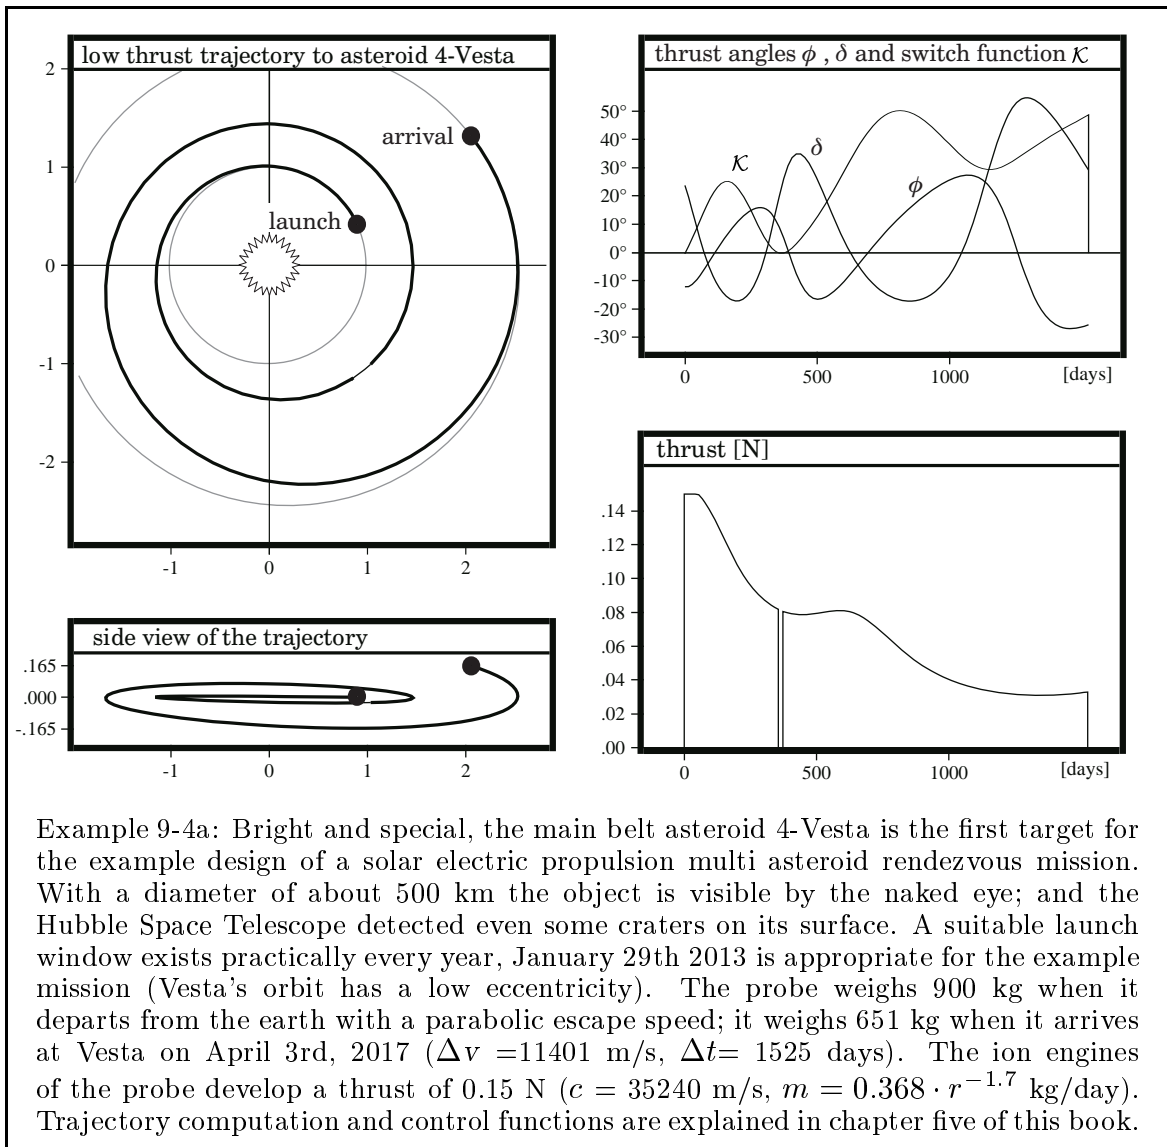 low thrust trajectory to asteroid 4-Vesta
2
1
0
-1
-2
arrival
launch
-1 0 1 2
side view of the trajectory
.165
.000
-.165
-1 0 1 2
thrust angles ϕ , δ and switch function 𝒦
50°
40°
30°
20°
10°
0°
-10°
-20°
-30°
𝒦
δ
ϕ
0 500 1000 [days]
thrust [N]
.14
.12
.10
.08
.06
.04
.02
.00
0 500 1000 [days]
Example 9-4a: Bright and special, the main belt asteroid 4-Vesta is the first target for
the example design of a solar electric propulsion multi asteroid rendezvous mission.
With a diameter of about 500 km the object is visible by the naked eye; and the
Hubble Space Telescope detected even some craters on its surface. A suitable launch
window exists practically every year, January 29th 2013 is appropriate for the example
mission (Vesta's orbit has a low eccentricity). The probe weighs 900 kg when it
departs from the earth with a parabolic escape speed; it weighs 651 kg when it arrives
at Vesta on April 3rd, 2017 (Δv =11401 m/s, Δt= 1525 days). The ion engines
of the probe develop a thrust of 0.15 N (c = 35240 m/s, m = 0.368 · r⁻¹·⁷ kg/day).
Trajectory computation and control functions are explained in chapter five of this book.